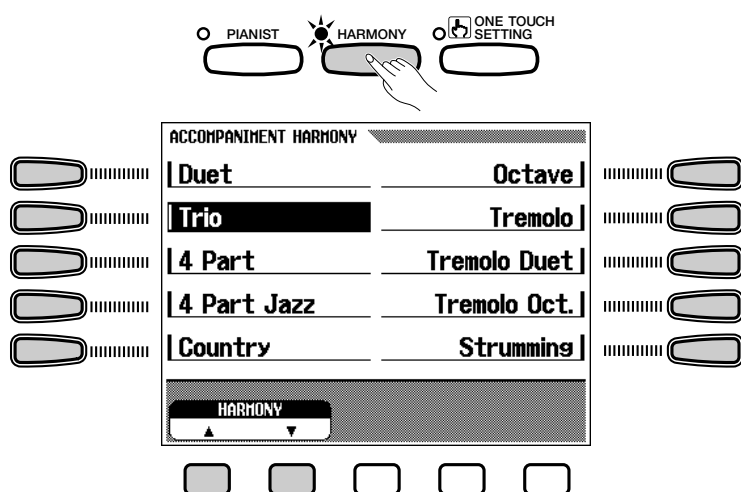 PIANIST
HARMONY
ONE TOUCH
SETTING
ACCOMPANIMENT HARMONY
Duet
Octave
Trio
Tremolo
4 Part
Tremolo Duet
4 Part Jazz
Tremolo Oct.
Country
Strumming
HARMONY
▲ ▼